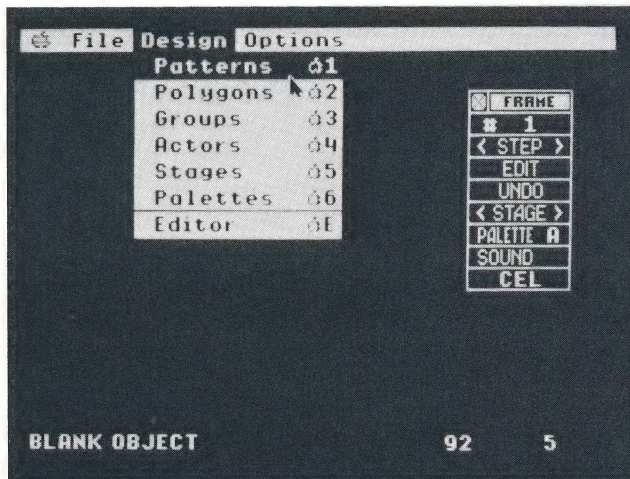 File Design Options
Patterns 1
Polygons 2
Groups 3
Actors 4
Stages 5
Palettes 6
Editor E
FRAME
# 1
< STEP >
EDIT
UNDO
< STAGE >
PALETTE A
SOUND
CEL
BLANK OBJECT 92 5